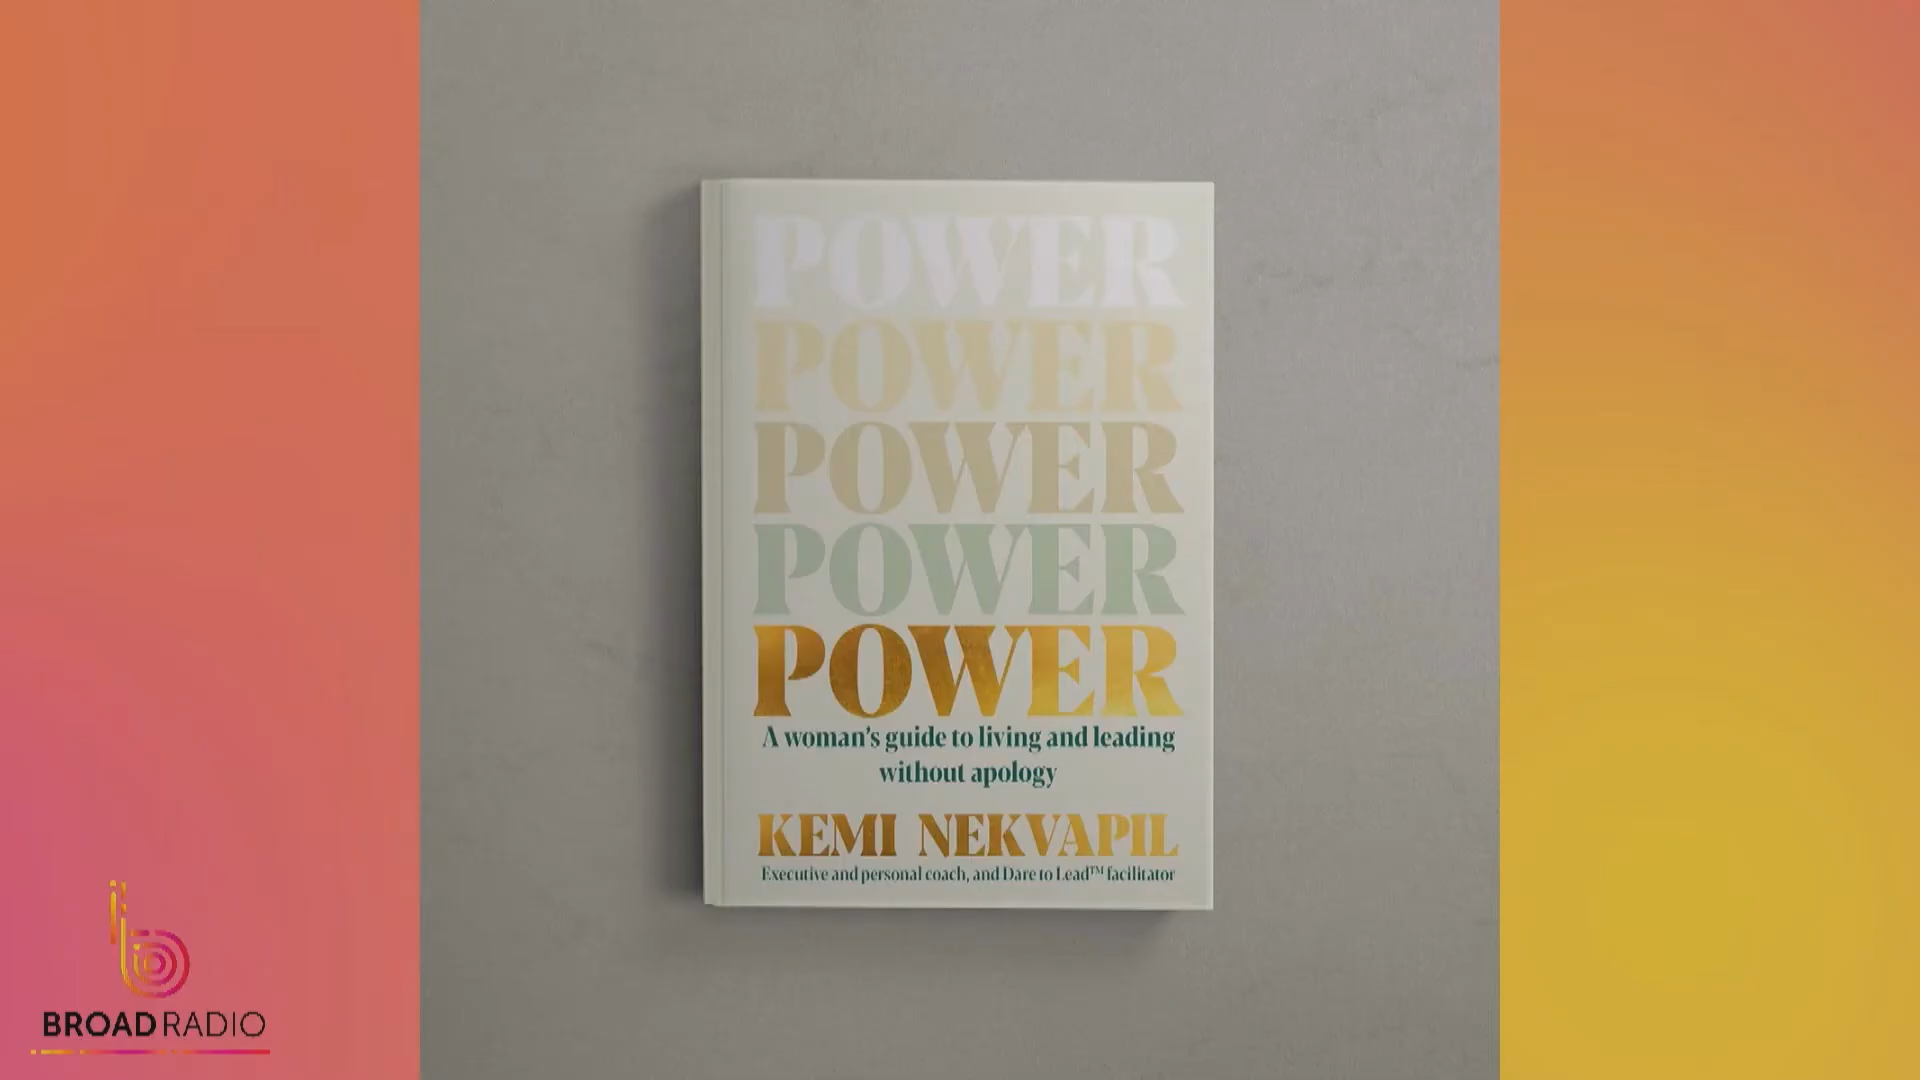 POWER
POWER
POWER
POWER
POWER
A woman's guide to living and leading
without apology
KEMI NEKVAPIL
Executive and personal coach, and Dare to Lead™ facilitator
BROADRADIO